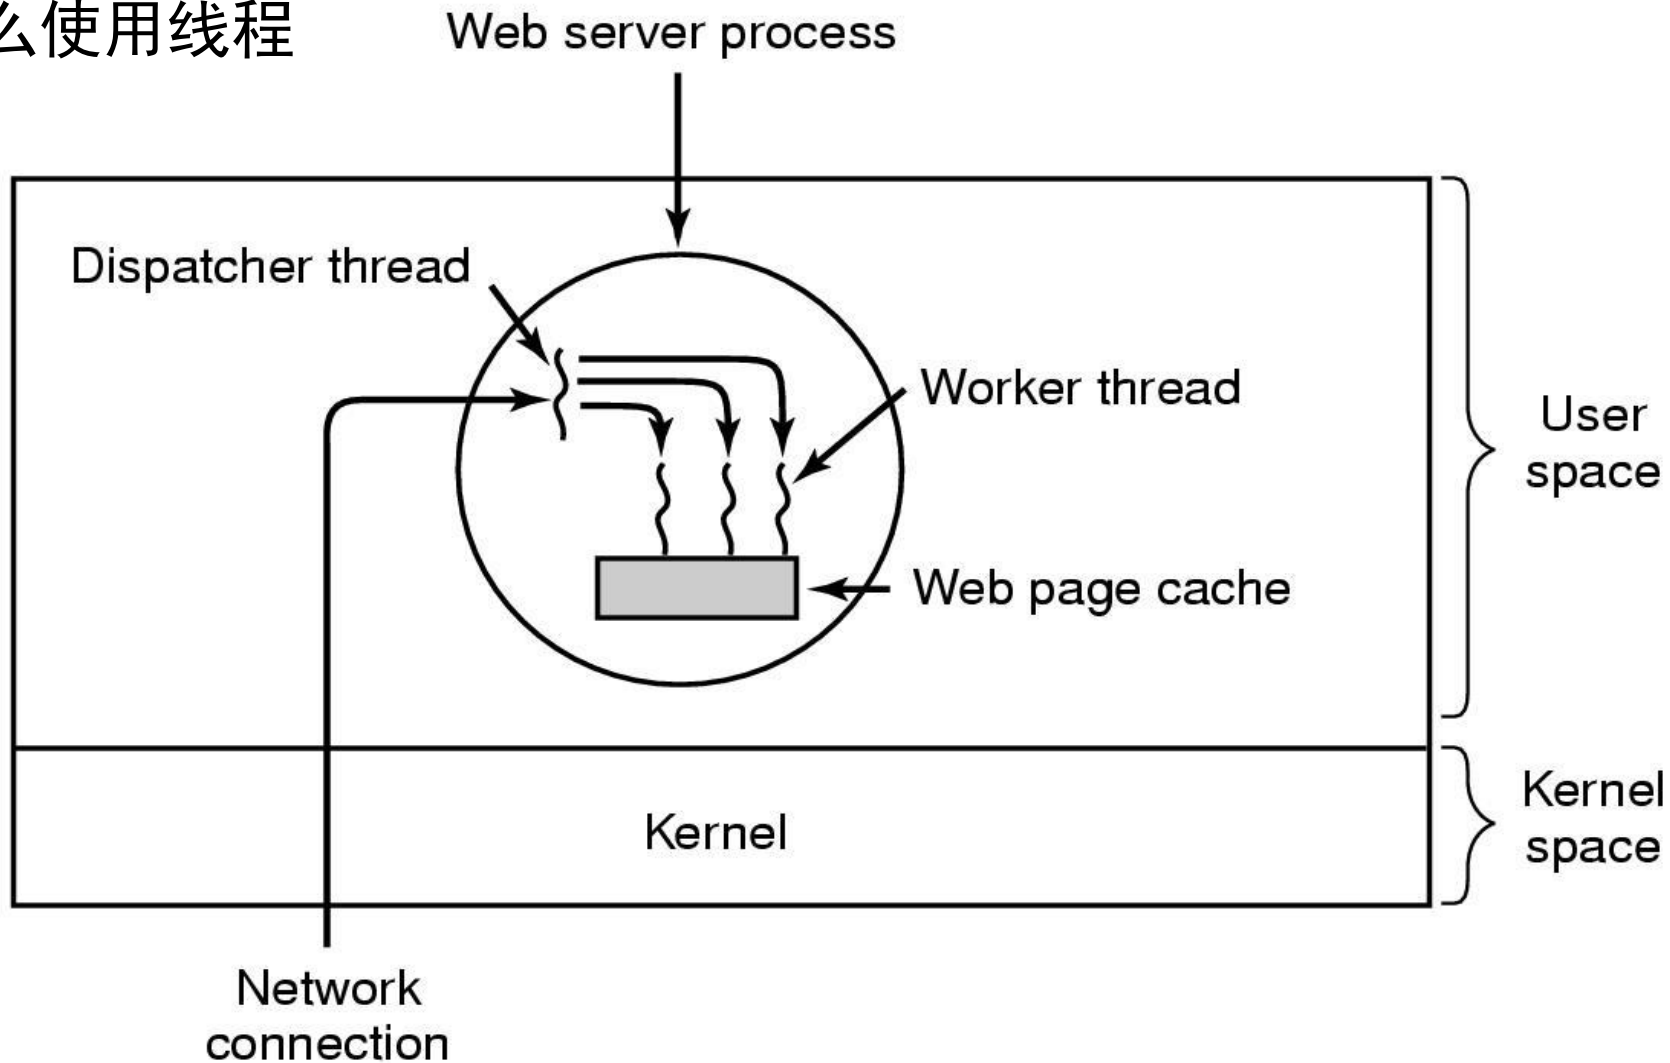 么使用线程
Web server process
Dispatcher thread
Worker thread
User
space
Web page cache
Kernel
Kernel
space
Network
connection